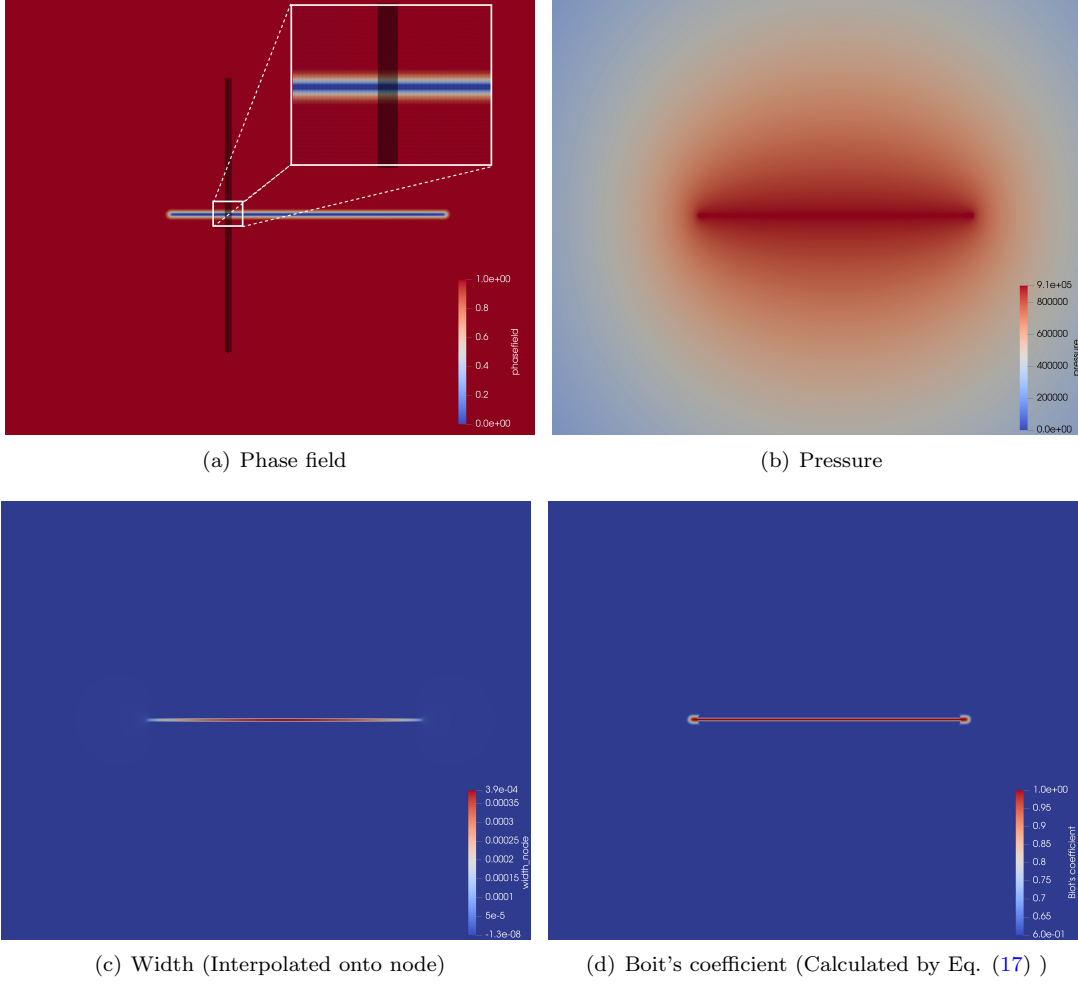 1.0e+00
0.8
0.6
0.4
0.2
0.0e+00
phasefield
9.1e+05
800000
600000
400000
200000
0.0e+00
pressure
(a) Phase field
(b) Pressure
3.9e-04
0.00035
0.0003
0.00025
0.0002
0.00015
0.0001
5e-5
-1.3e-08
width_node
1.0e+00
0.95
0.9
0.85
0.8
0.75
0.7
0.65
6.0e-01
Biot's coefficient
(c) Width (Interpolated onto node)
(d) Boit's coefficient (Calculated by Eq. (17) )